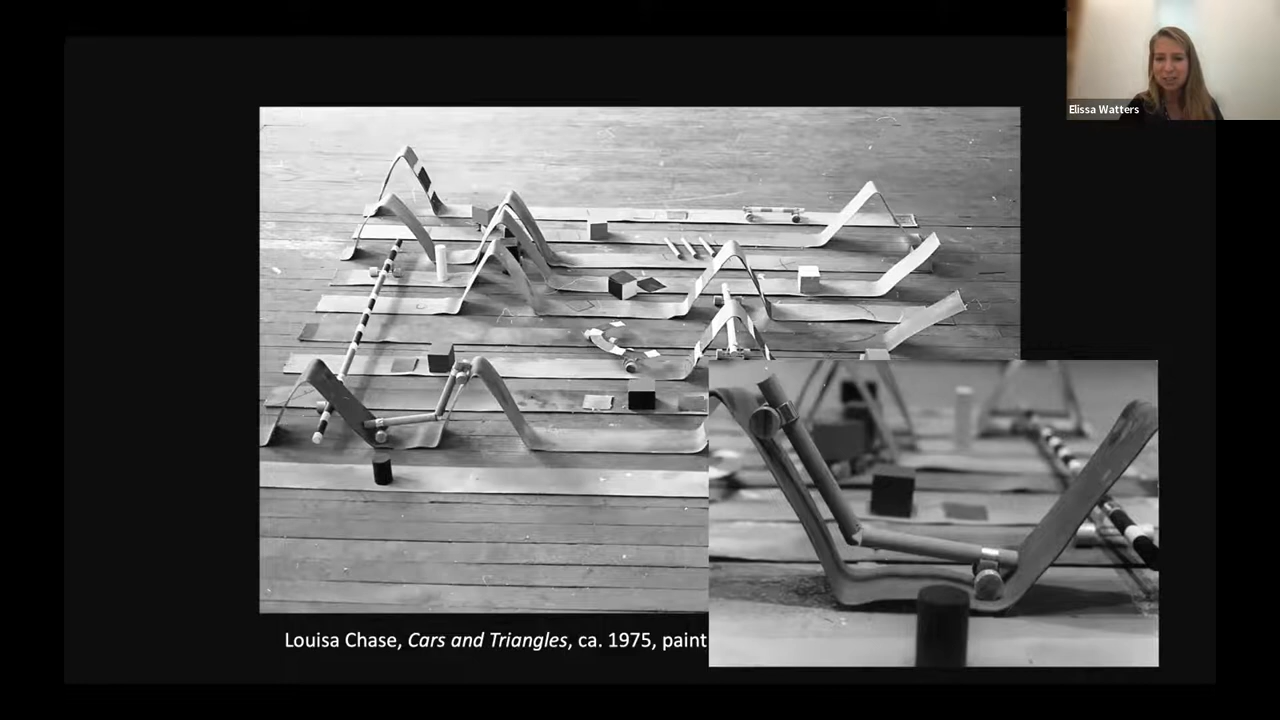 Elissa Watters
Louisa Chase, Cars and Triangles, ca. 1975, paint